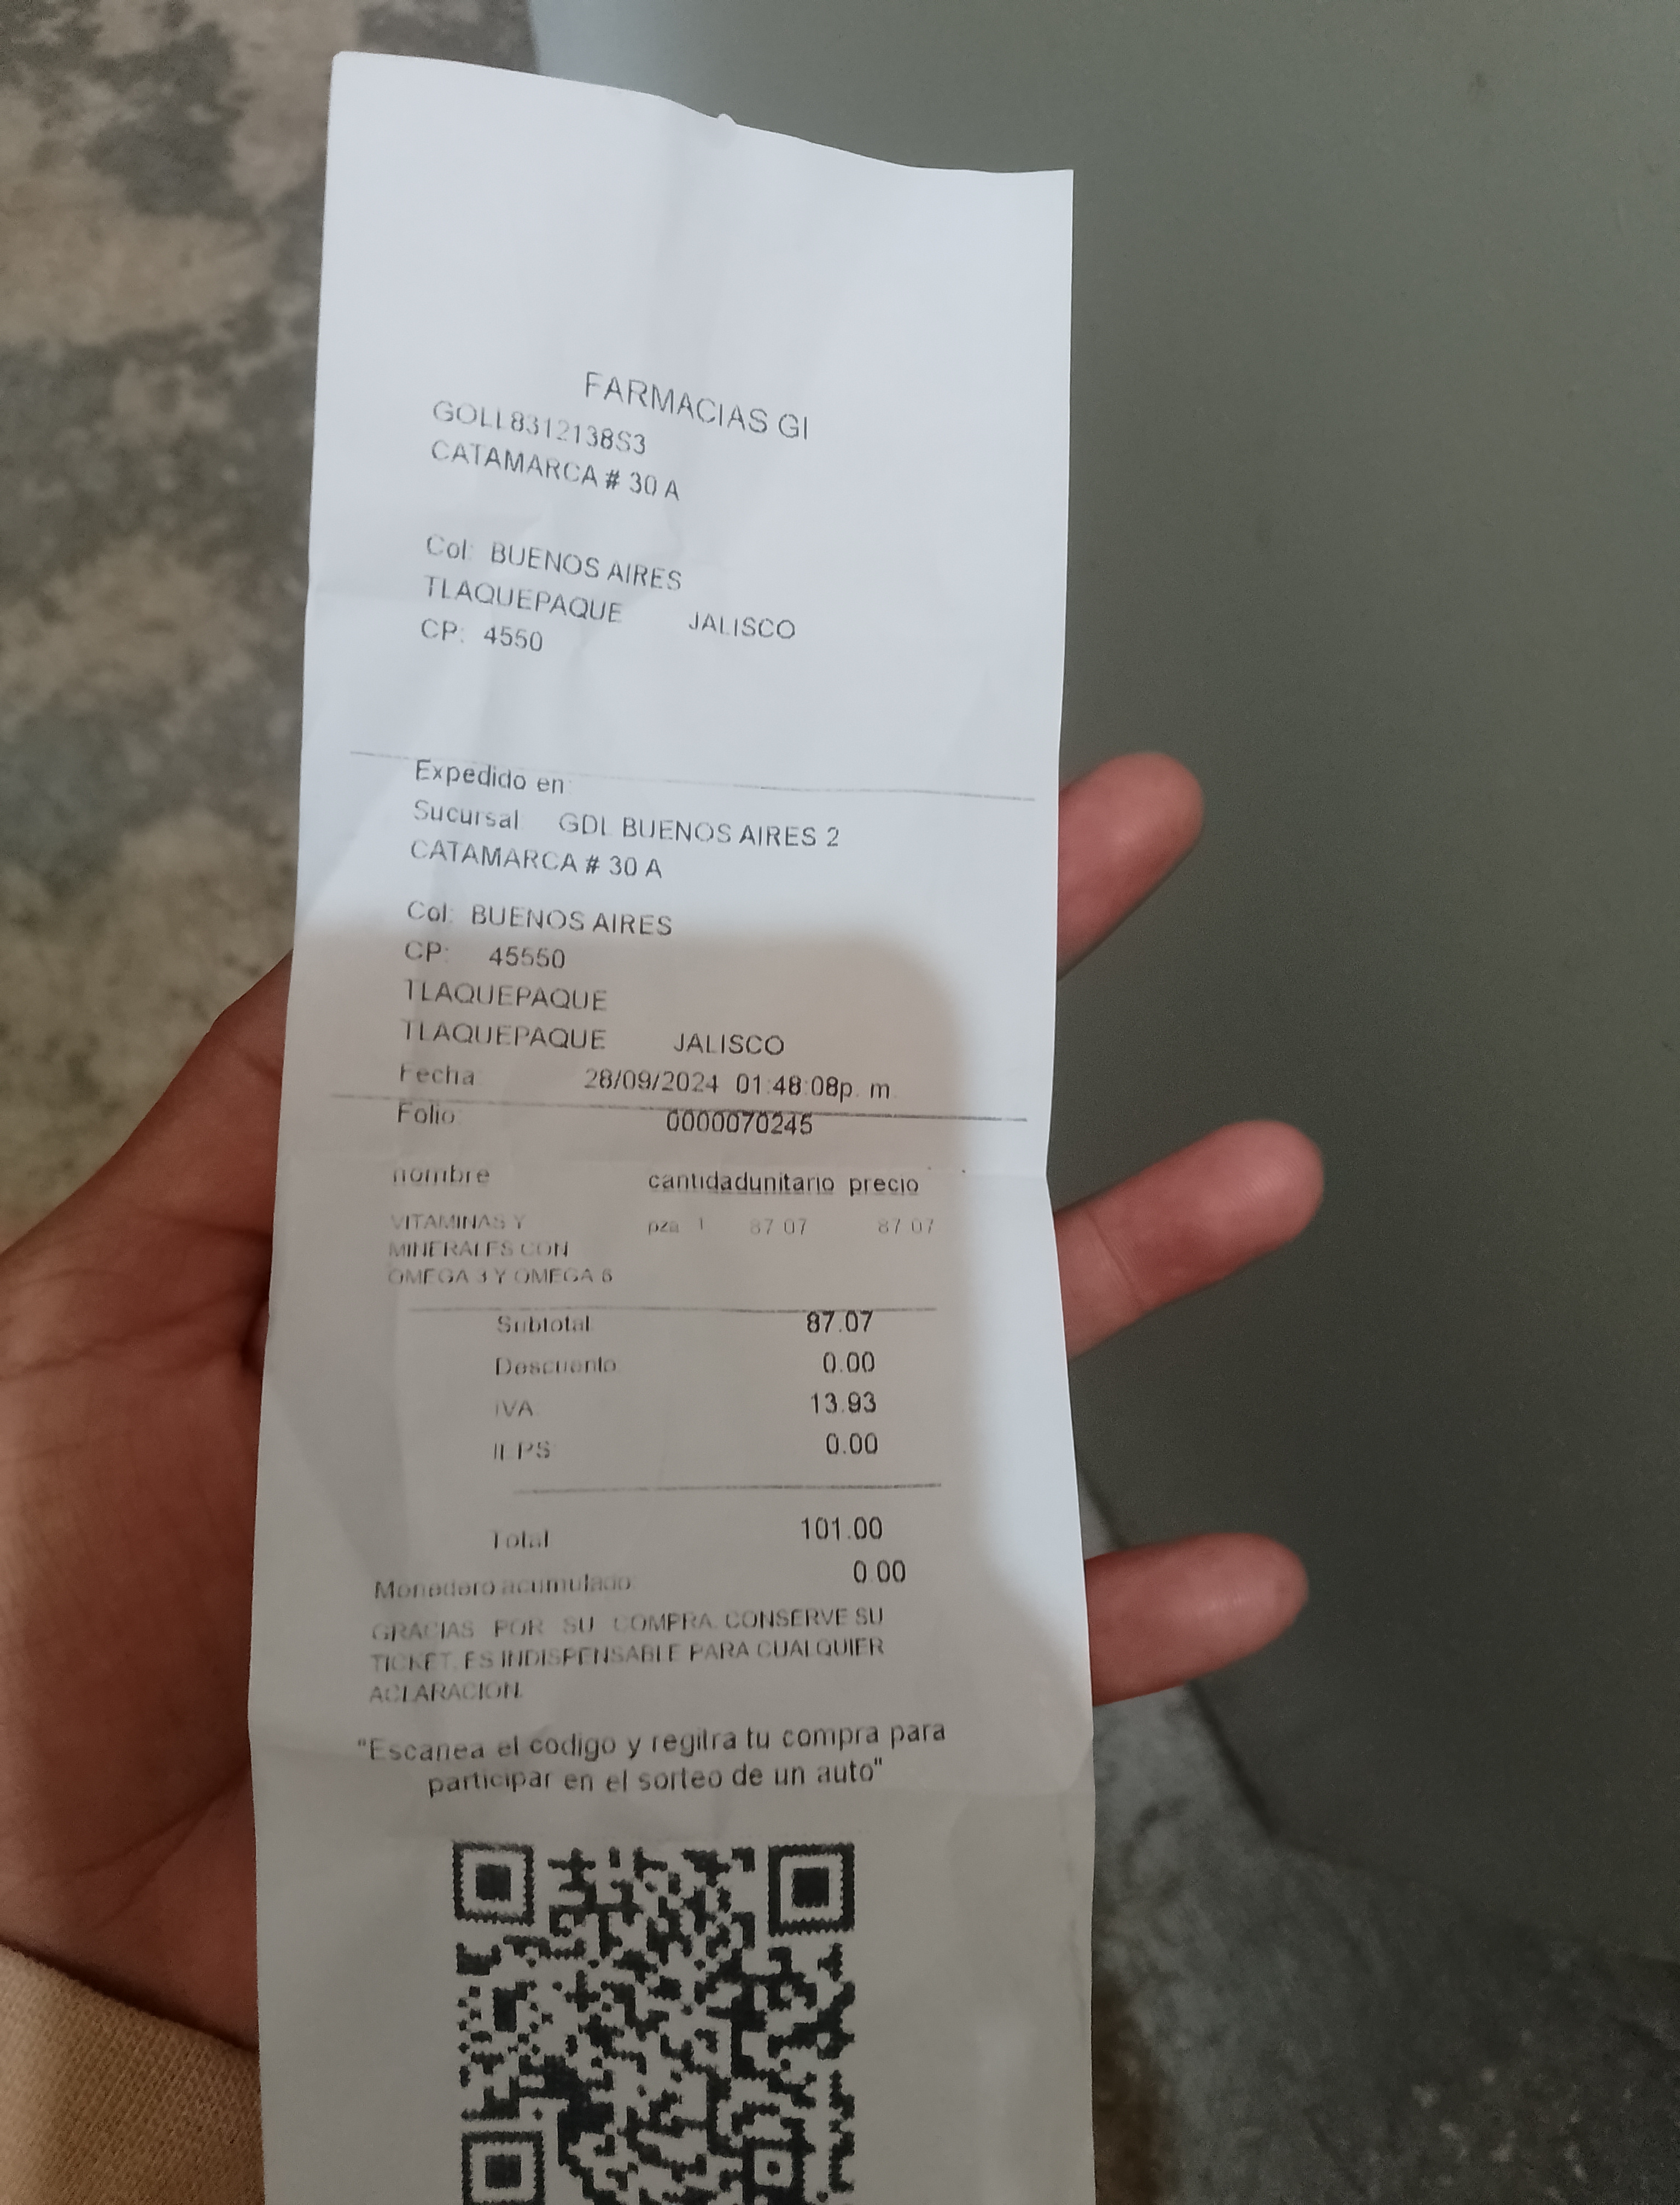 FARMACIAS GI
GOLL8312138S3
CATAMARCA # 30 A
Col: BUENOS AIRES
TLAQUEPAQUE JALISCO
CP: 4550
Expedido en:
Sucursal GDL BUENOS AIRES 2
CATAMARCA # 30 A
Col: BUENOS AIRES
CP: 45550
TLAQUEPAQUE
TLAQUEPAQUE JALISCO
Fecha 28/09/2024 01:48:08p. m.
Folio: 0000070245
nombre cantidadunitario precio
VITAMINAS Y pza 1 87.07 87.07
MINERALES CON
OMEGA 3 Y OMEGA 6
Subtotal 87.07
Descuento 0.00
IVA 13.93
IEPS 0.00
Total 101.00
Monedero acumulado: 0.00
GRACIAS POR SU COMPRA. CONSERVE SU
TICKET, ES INDISPENSABLE PARA CUALQUIER
ACLARACION.
"Escanea el codigo y regitra tu compra para
participar en el sorteo de un auto"